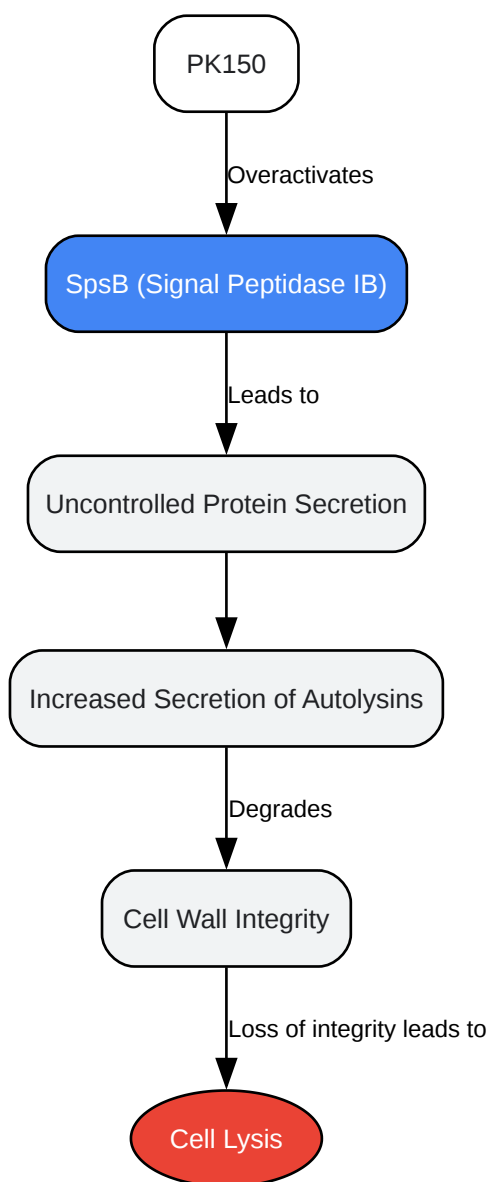 PK150
Overactivates
SpsB (Signal Peptidase IB)
Leads to
Uncontrolled Protein Secretion
Increased Secretion of Autolysins
Degrades
Cell Wall Integrity
Loss of integrity leads to
Cell Lysis